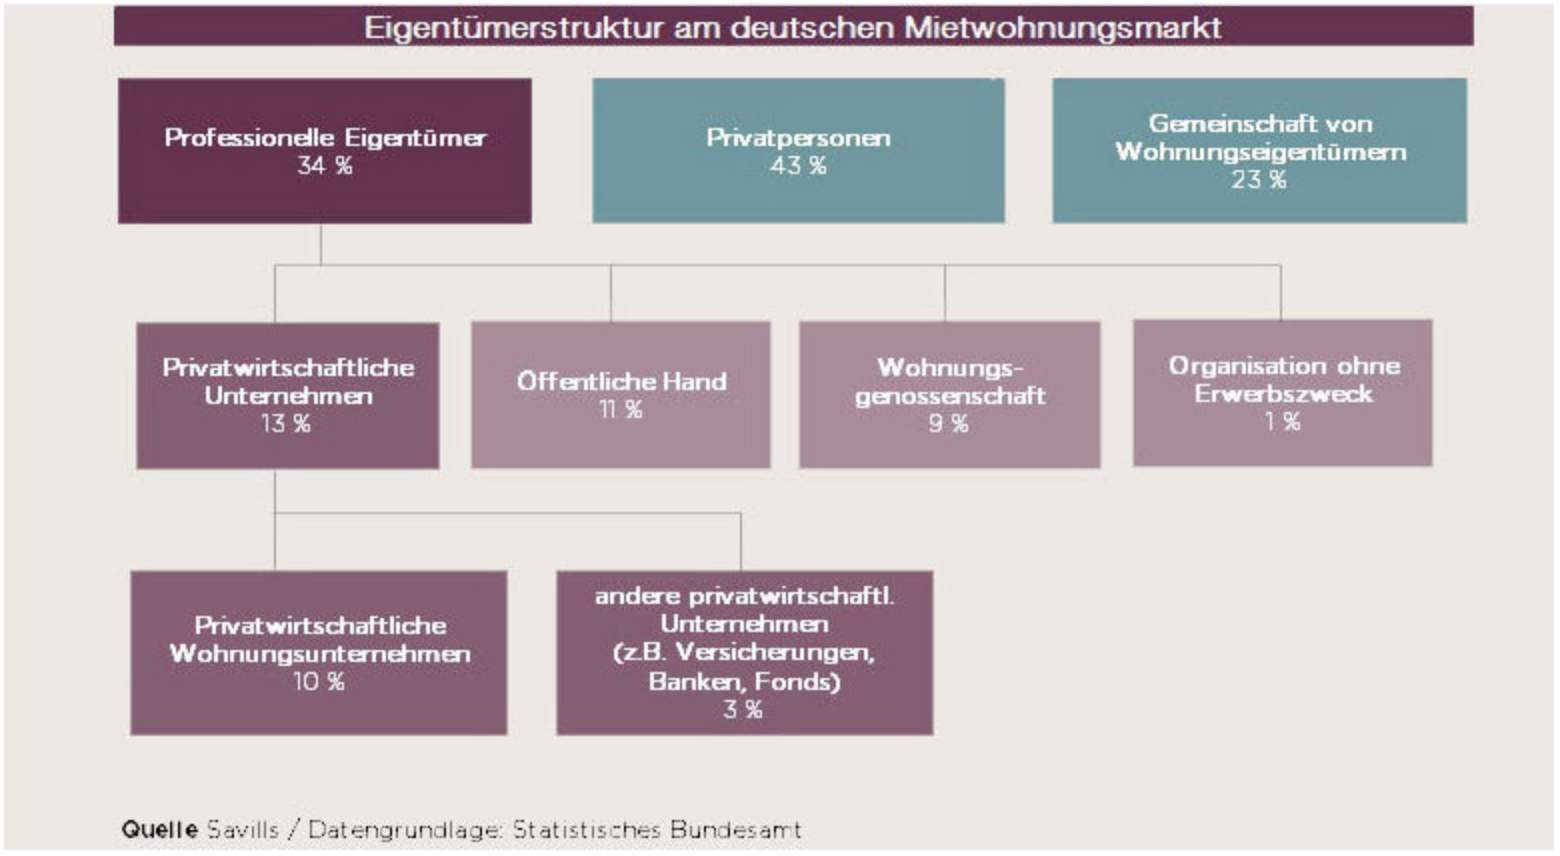 Eigentümerstruktur am deutschen Mietwohnungsmarkt
Professionelle Eigentümer
34 %
Privatpersonen
43 %
Gemeinschaft von
Wohnungseigentümern
23 %
Privatwirtschaftliche
Unternehmen
13 %
Öffentliche Hand
11 %
Wohnungs-
genossenschaft
9 %
Organisation ohne
Erwerbszweck
1 %
Privatwirtschaftliche
Wohnungsunternehmen
10 %
andere privatwirtschaftl.
Unternehmen
(z.B. Versicherungen,
Banken, Fonds)
3 %
Quelle Savills / Datengrundlage: Statistisches Bundesamt